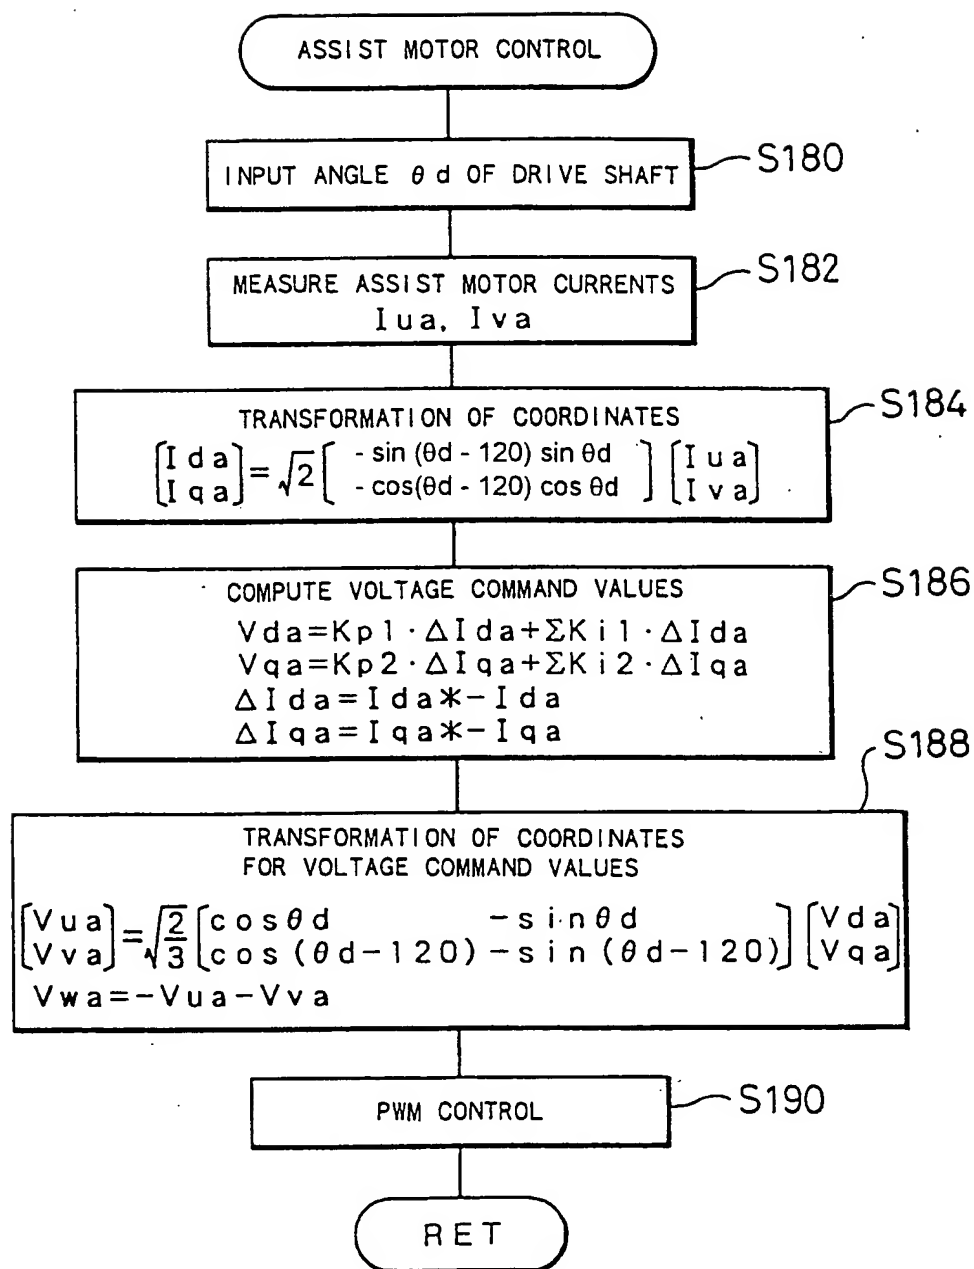 ASSIST MOTOR CONTROL
INPUT ANGLE θd OF DRIVE SHAFT
S180
MEASURE ASSIST MOTOR CURRENTS
Iua, Iva
S182
TRANSFORMATION OF COORDINATES
[Ida] = √2 [ - sin (θd - 120) sin θd ] [Iua]
[Iqa] [ - cos(θd - 120) cos θd ] [Iva]
S184
COMPUTE VOLTAGE COMMAND VALUES
Vda=Kp1·ΔIda+ΣKi1·ΔIda
Vqa=Kp2·ΔIqa+ΣKi2·ΔIqa
ΔIda=Ida*-Ida
ΔIqa=Iqa*-Iqa
S186
TRANSFORMATION OF COORDINATES
FOR VOLTAGE COMMAND VALUES
[Vua] = √2/3 [cosθd -sinθd] [Vda]
[Vva] [cos(θd-120) -sin(θd-120)] [Vqa]
Vwa=-Vua-Vva
S188
PWM CONTROL
S190
RET